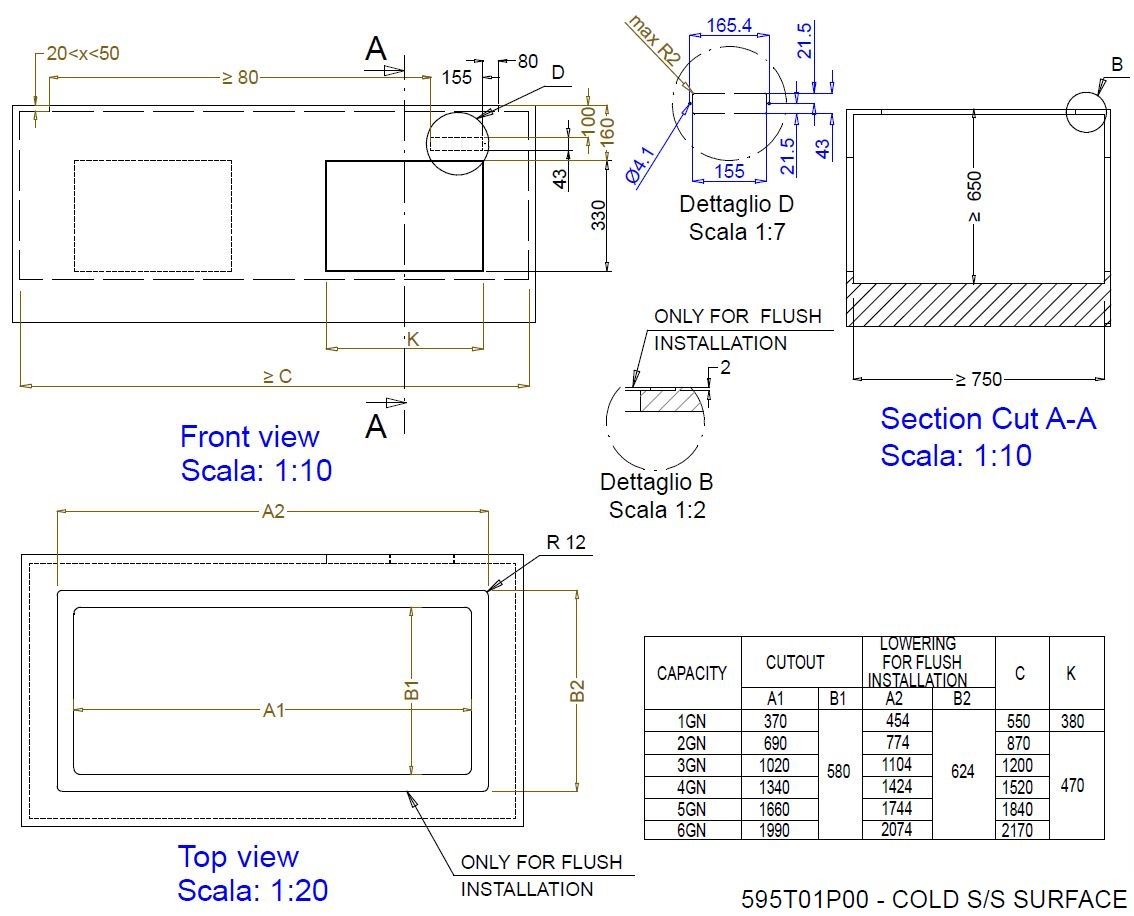 20<x<50
≥ 80
A
155
80
D
100
160
43
330
K
≥ C
A
Front view
Scala: 1:10
165.4
max R2
21.5
Ø4.1
155
21.5
43
Dettaglio D
Scala 1:7
B
≥ 650
≥ 750
Section Cut A-A
Scala: 1:10
ONLY FOR FLUSH
INSTALLATION
2
Dettaglio B
Scala 1:2
A2
R 12
A1
B1
B2
ONLY FOR FLUSH
INSTALLATION
Top view
Scala: 1:20
CAPACITY CUTOUT LOWERING FOR FLUSH INSTALLATION C K
A1 B1 A2 B2
1GN 370 454 550 380
2GN 690 774 870
3GN 1020 1104 1200
580 624
4GN 1340 1424 1520 470
5GN 1660 1744 1840
6GN 1990 2074 2170
595T01P00 - COLD S/S SURFACE